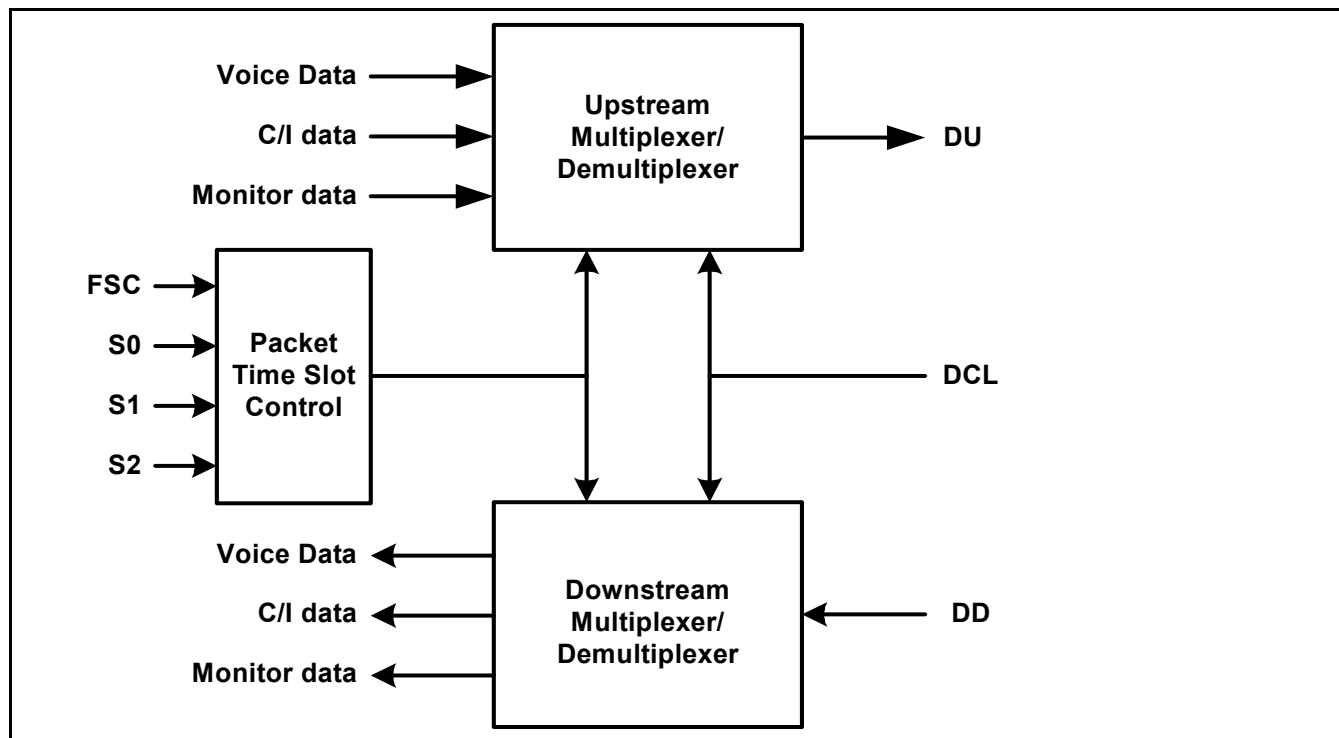 Voice Data
C/I data
Monitor data
Upstream
Multiplexer/
Demultiplexer
DU
FSC
S0
S1
S2
Packet
Time Slot
Control
DCL
Voice Data
C/I data
Monitor data
Downstream
Multiplexer/
Demultiplexer
DD